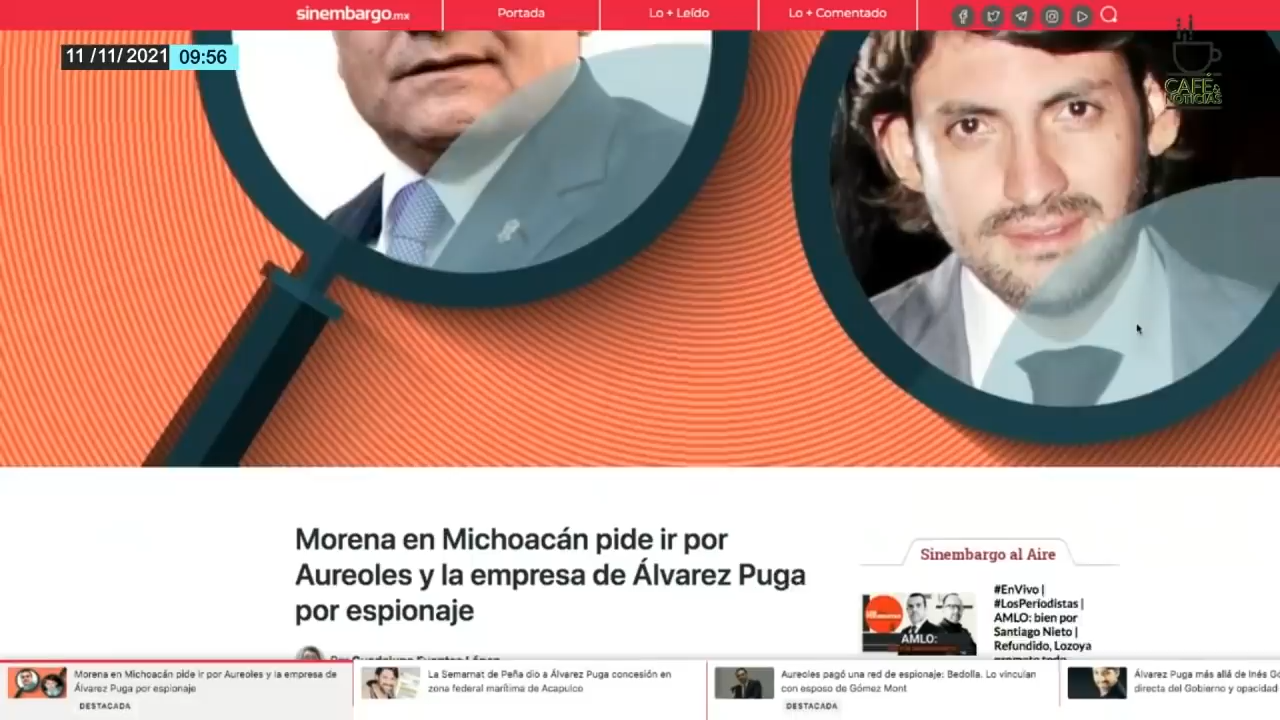 sinembargo.mx
Portada
Lo + Leído
Lo + Comentado
11 /11/ 2021 09:56
CAFÉ &
NOTICIAS
Morena en Michoacán pide ir por
Aureoles y la empresa de Álvarez Puga
por espionaje
Por Guadalupe Fuentes López
Sinembargo al Aire
#EnVivo |
#LosPeriodistas |
AMLO: bien por
Santiago Nieto |
Refundido, Lozoya
AMLO:
Morena en Michoacán pide ir por Aureoles y la empresa de
Álvarez Puga por espionaje
DESTACADA
La Semarnat de Peña dio a Álvarez Puga concesión en
zona federal marítima de Acapulco
Aureoles pagó una red de espionaje: Bedolla. Lo vinculan
con esposo de Gómez Mont
DESTACADA
Álvarez Puga más allá de Inés Gó
directa del Gobierno y opacidad